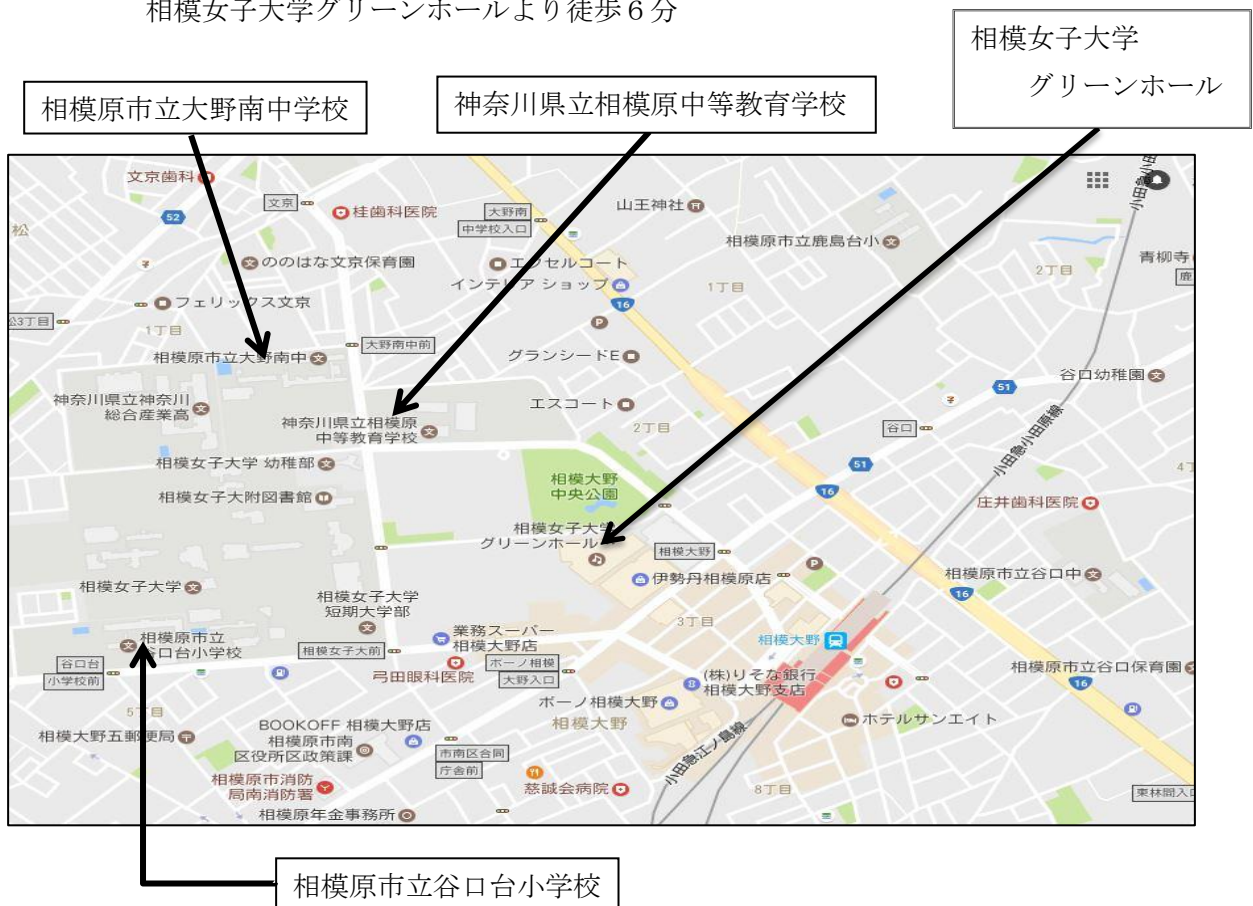 相模女子大学グリーンホールより徒歩６分
相模女子大学
グリーンホール
相模原市立大野南中学校
神奈川県立相模原中等教育学校
文京歯科
文京
52
桂歯科医院
大野南
中学校入口
山王神社
相模原市立鹿島台小
青柳寺
鹿
2丁目
松
ののはな文京保育園
エクセルコート
インテリア ショップ
1丁目
16
フェリックス文京
公3丁目
1丁目
大野南中前
相模原市立大野南中
グランシードE
51
谷口幼稚園
神奈川県立神奈川
総合産業高
神奈川県立相模原
中等教育学校
エスコート
2丁目
谷口
小田急小田原線
相模女子大学 幼稚部
相模女子大附図書館
相模大野
中央公園
51
16
庄井歯科医院
相模女子大学
グリーンホール
相模大野
伊勢丹相模原店
相模原市立谷口中
16
相模女子大学
相模女子大学
短期大学部
3丁目
相模原市立
谷口台小学校
相模女子大前
業務スーパー
相模大野店
相模大野
谷口台
小学校前
弓田眼科医院
ボーノ相模
大野入口
(株)りそな銀行
相模大野支店
相模原市立谷口保育園
16
5丁目
ボーノ相模大野
相模大野
ホテルサンエイト
相模大野五郵便局
BOOKOFF 相模大野店
相模原市南
区役所区政策課
市南区合同
庁舎前
小田急江ノ島線
相模原市消防
局南消防署
慈誠会病院
8丁目
東林間入口
相模原年金事務所
相模原市立谷口台小学校